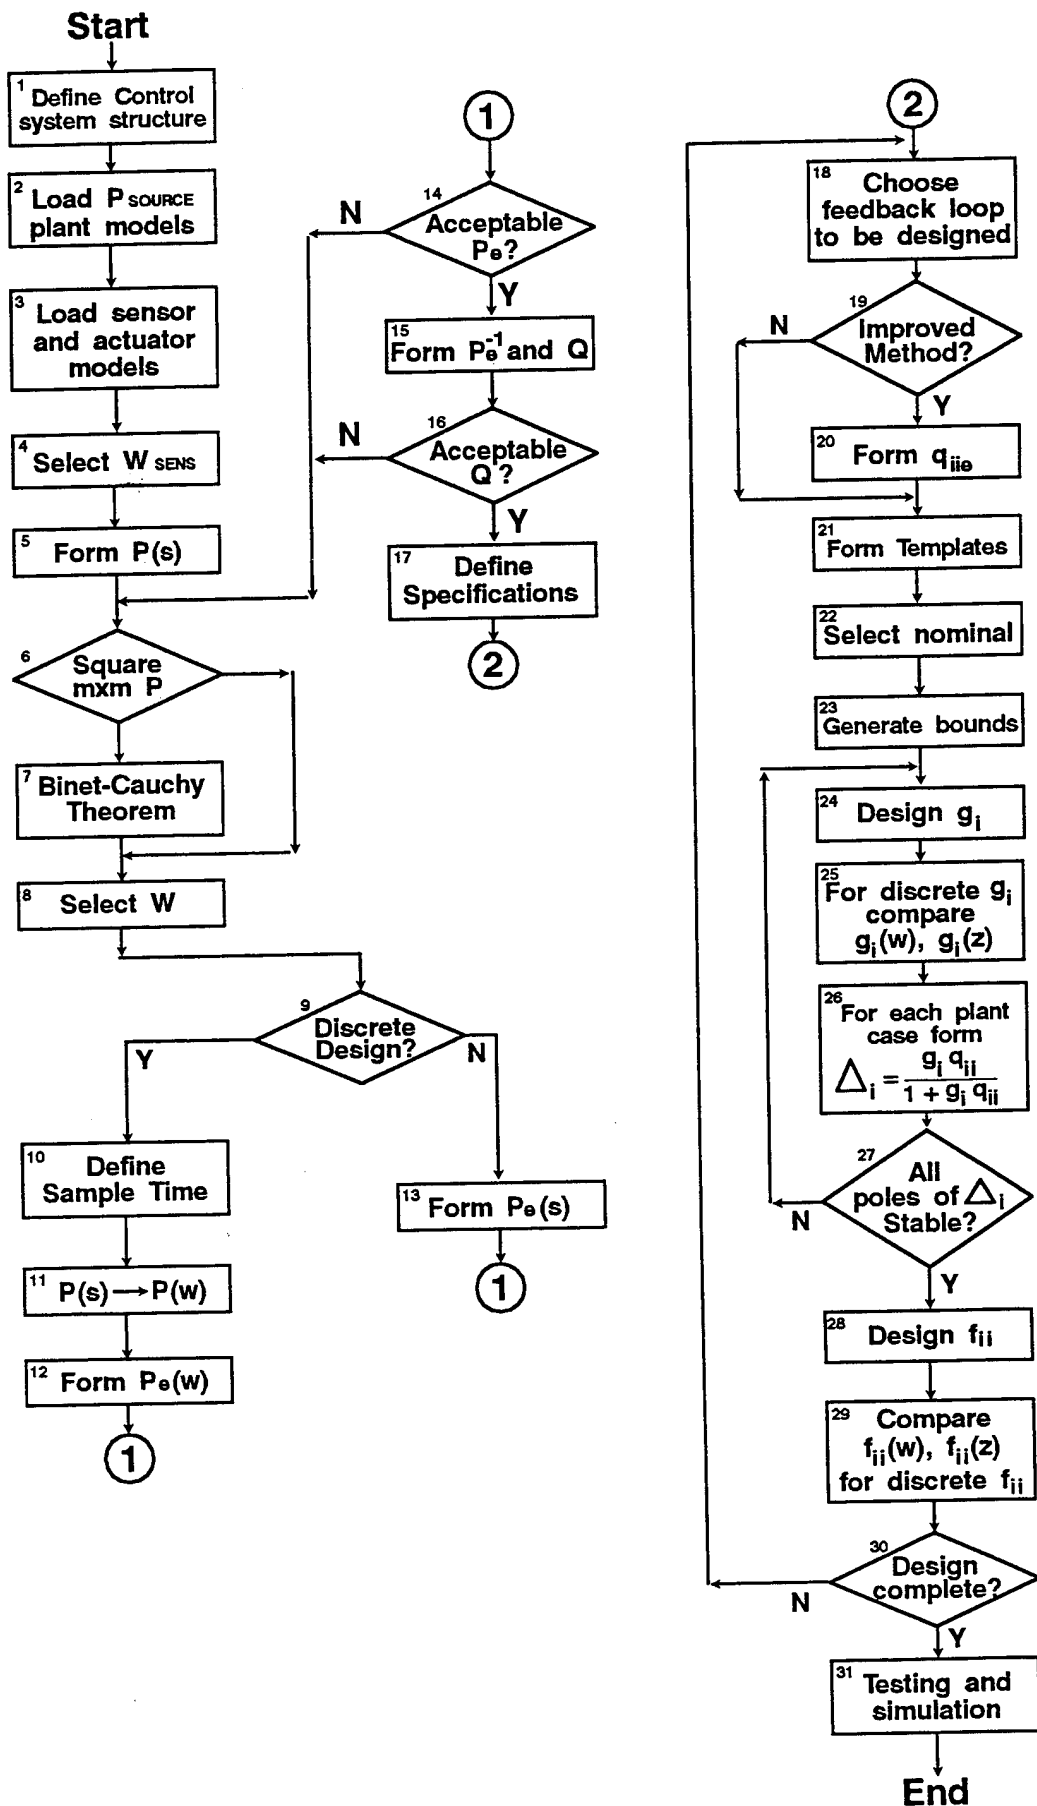 Start
1 Define Control
system structure
2 Load P SOURCE
plant models
3 Load sensor
and actuator
models
4 Select W SENS
5 Form P(s)
6 Square
mxm P
7 Binet-Cauchy
Theorem
8 Select W
9 Discrete
Design?
Y
N
10 Define
Sample Time
11 P(s) → P(w)
12 Form Pe(w)
1
13 Form Pe(s)
1
1
14 Acceptable
Pe?
N
Y
15 Form Pe⁻¹ and Q
16 Acceptable
Q?
N
Y
17 Define
Specifications
2
2
18 Choose
feedback loop
to be designed
19 Improved
Method?
N
Y
20 Form qiie
21 Form Templates
22 Select nominal
23 Generate bounds
24 Design gi
25 For discrete gi
compare
gi(w), gi(z)
26 For each plant
case form
Δi = gi qii / 1 + gi qii
27 All
poles of Δi
Stable?
N
Y
28 Design fii
29 Compare
fii(w), fii(z)
for discrete fii
30 Design
complete?
N
Y
31 Testing and
simulation
End